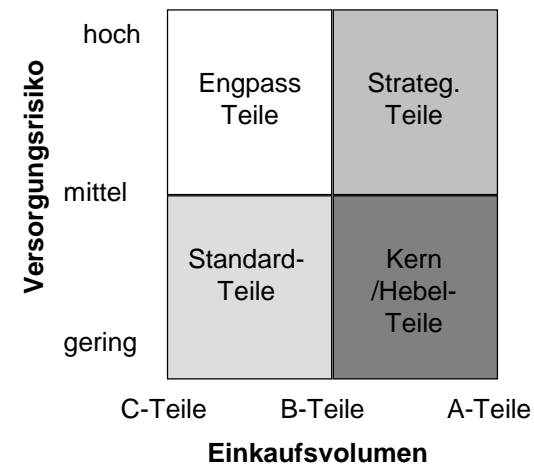 hoch
Engpass
Teile
Strateg.
Teile
Versorgungsrisiko
mittel
Standard-
Teile
Kern
/Hebel-
Teile
gering
C-Teile
B-Teile
A-Teile
Einkaufsvolumen